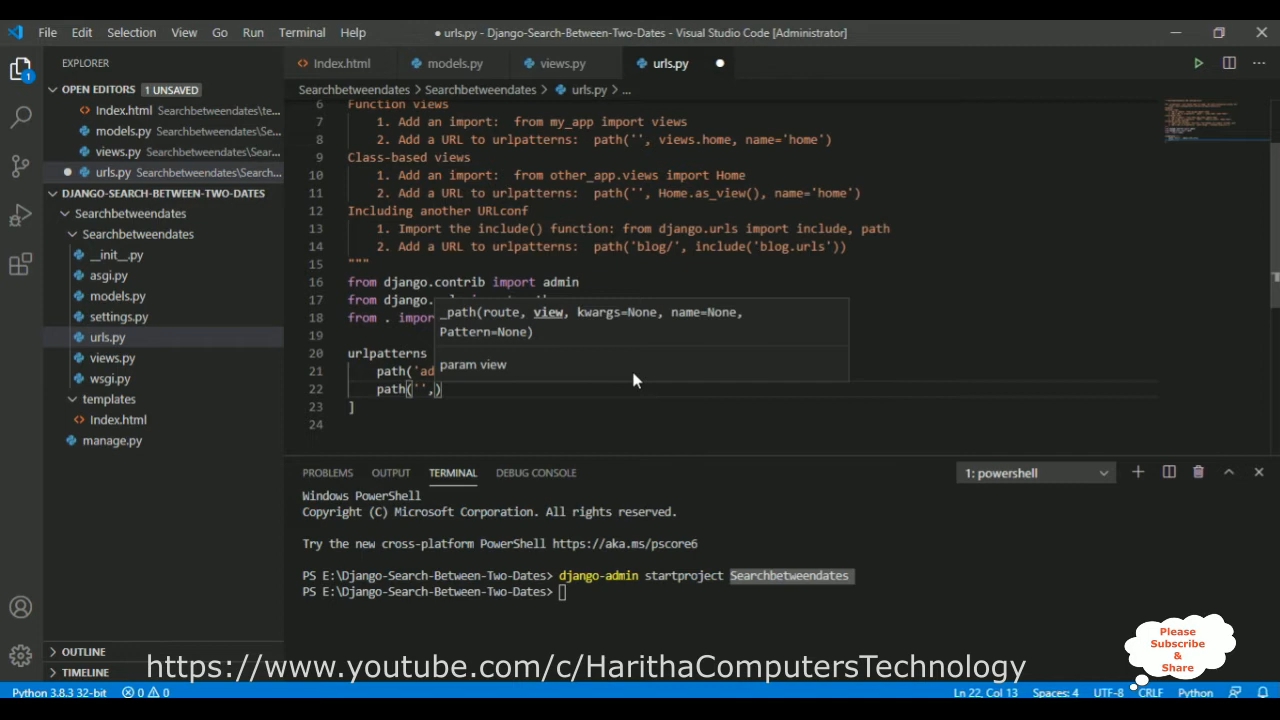 File Edit Selection View Go Run Terminal Help
● urls.py - Django-Search-Between-Two-Dates - Visual Studio Code [Administrator]
EXPLORER
Index.html models.py views.py urls.py
OPEN EDITORS 1 UNSAVED
Index.html Searchbetweendates\te...
models.py Searchbetweendates\Se...
views.py Searchbetweendates\Sear...
urls.py Searchbetweendates\Search...
DJANGO-SEARCH-BETWEEN-TWO-DATES
Searchbetweendates
Searchbetweendates
__init__.py
asgi.py
models.py
settings.py
urls.py
views.py
wsgi.py
templates
Index.html
manage.py
OUTLINE
TIMELINE
1
Searchbetweendates > Searchbetweendates > urls.py > ...
6 Function views
7 1. Add an import: from my_app import views
8 2. Add a URL to urlpatterns: path('', views.home, name='home')
9 Class-based views
10 1. Add an import: from other_app.views import Home
11 2. Add a URL to urlpatterns: path('', Home.as_view(), name='home')
12 Including another URLconf
13 1. Import the include() function: from django.urls import include, path
14 2. Add a URL to urlpatterns: path('blog/', include('blog.urls'))
15 """
16 from django.contrib import admin
17 from django.
18 from . impor
19
20 urlpatterns
21 path('ad
22 path('',)
23 ]
24
_path(route, view, kwargs=None, name=None,
Pattern=None)
param view
PROBLEMS OUTPUT TERMINAL DEBUG CONSOLE
1: powershell
Windows PowerShell
Copyright (C) Microsoft Corporation. All rights reserved.
Try the new cross-platform PowerShell https://aka.ms/pscore6
PS E:\Django-Search-Between-Two-Dates> django-admin startproject Searchbetweendates
PS E:\Django-Search-Between-Two-Dates>
Please
Subscribe
&
Share
https://www.youtube.com/c/HarithaComputersTechnology
Python 3.8.3 32-bit 0 0
Ln 22, Col 13 Spaces: 4 UTF-8 CRLF Python